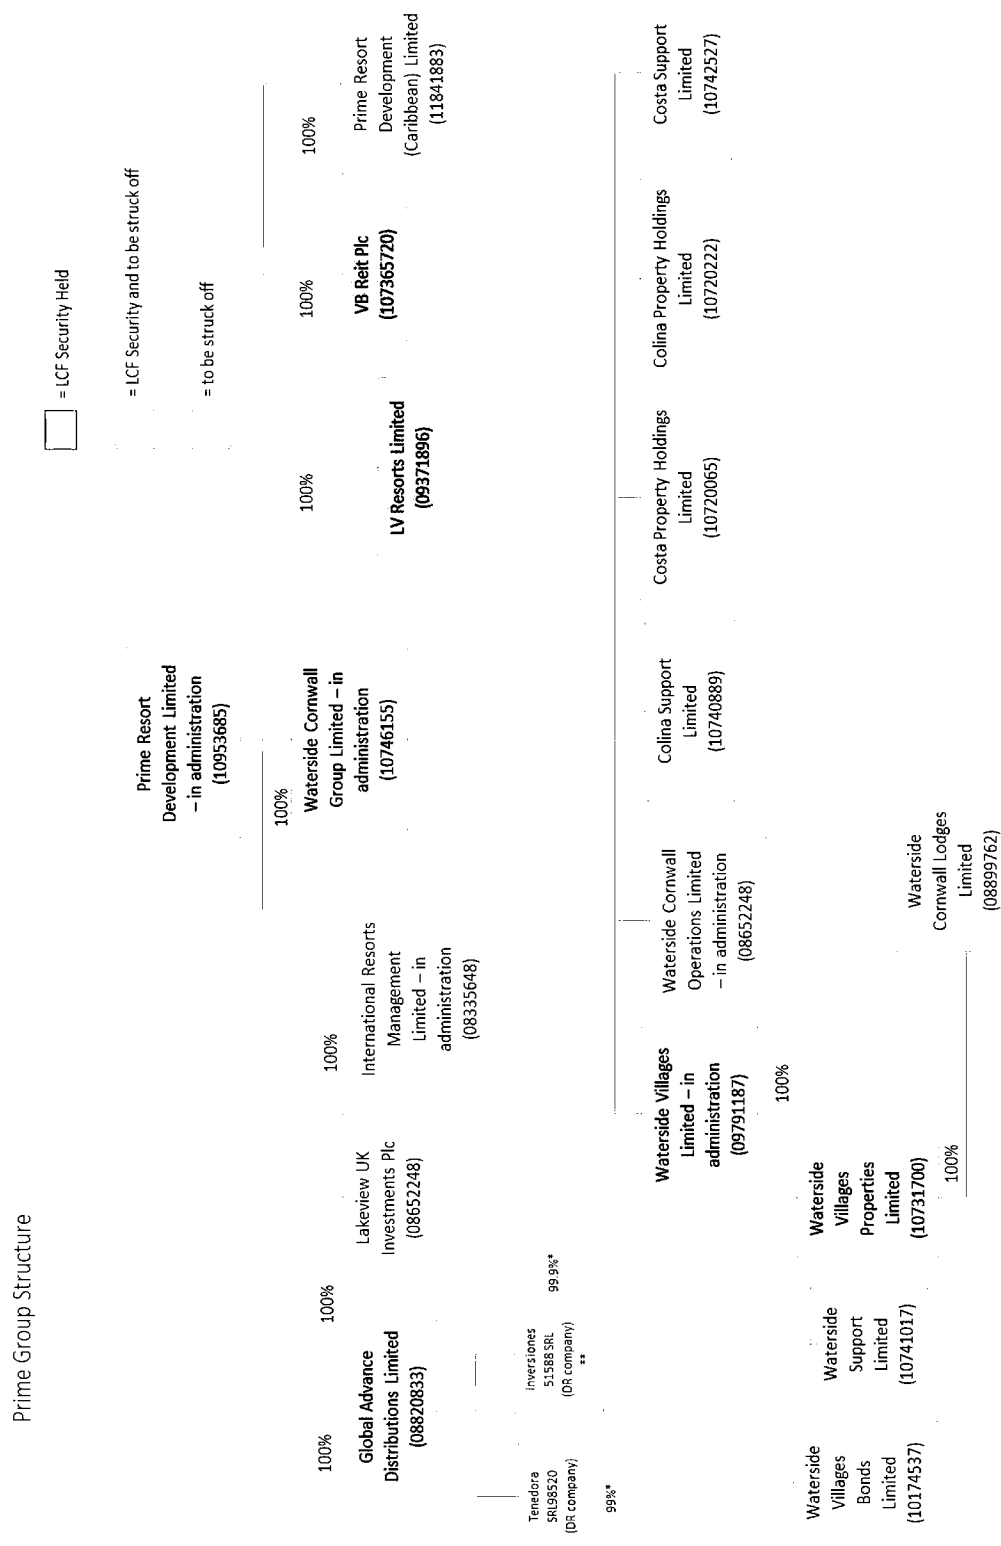 Prime Group Structure
= LCF Security Held
= LCF Security and to be struck off
= to be struck off
Prime Resort
Development Limited
– in administration
(10953685)
100%
100%
100%
100%
100%
100%
100%
Global Advance
Distributions Limited
(08820833)
Lakeview UK
Investments Plc
(08652248)
International Resorts
Management
Limited – in
administration
(08335648)
Waterside Cornwall
Group Limited – in
administration
(10746155)
LV Resorts Limited
(09371896)
VB Reit Plc
(107365720)
Prime Resort
Development
(Caribbean) Limited
(11841883)
Tenedora
SRL98520
(DR company)
99%*
Inversiones
51588 SRL
(DR company)
**
99.9%*
Waterside Villages
Limited – in
administration
(09791187)
Waterside Cornwall
Operations Limited
– in administration
(08652248)
Colina Support
Limited
(10740889)
Costa Property Holdings
Limited
(10720065)
Colina Property Holdings
Limited
(10720222)
Costa Support
Limited
(10742527)
100%
Waterside
Villages
Bonds
Limited
(10174537)
Waterside
Support
Limited
(10741017)
Waterside
Villages
Properties
Limited
(10731700)
100%
Waterside
Cornwall Lodges
Limited
(08899762)